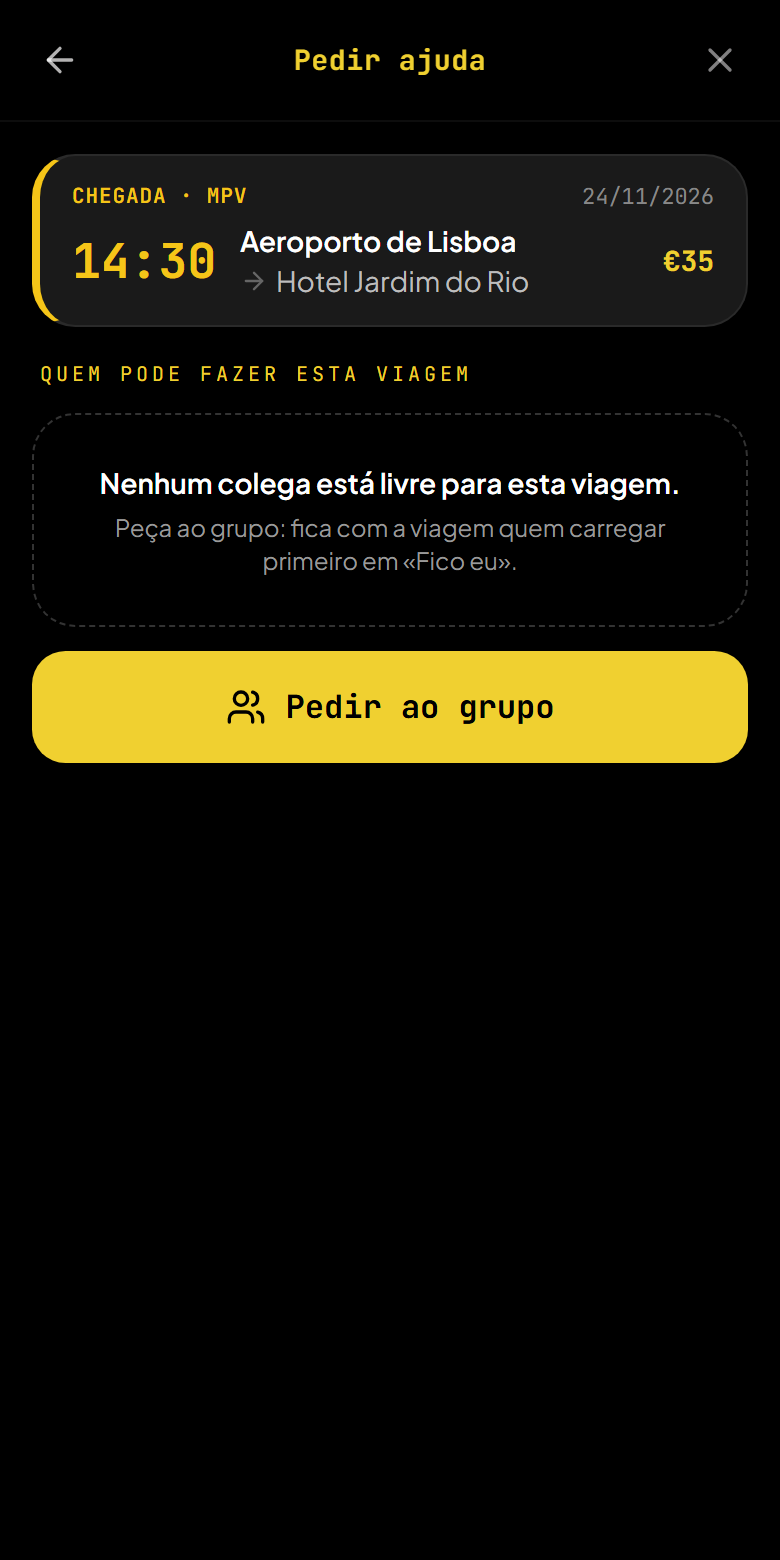 Pedir ajuda
CHEGADA · MPV
24/11/2026
14:30
Aeroporto de Lisboa
→ Hotel Jardim do Rio
€35
QUEM PODE FAZER ESTA VIAGEM
Nenhum colega está livre para esta viagem.
Peça ao grupo: fica com a viagem quem carregar
primeiro em «Fico eu».
Pedir ao grupo